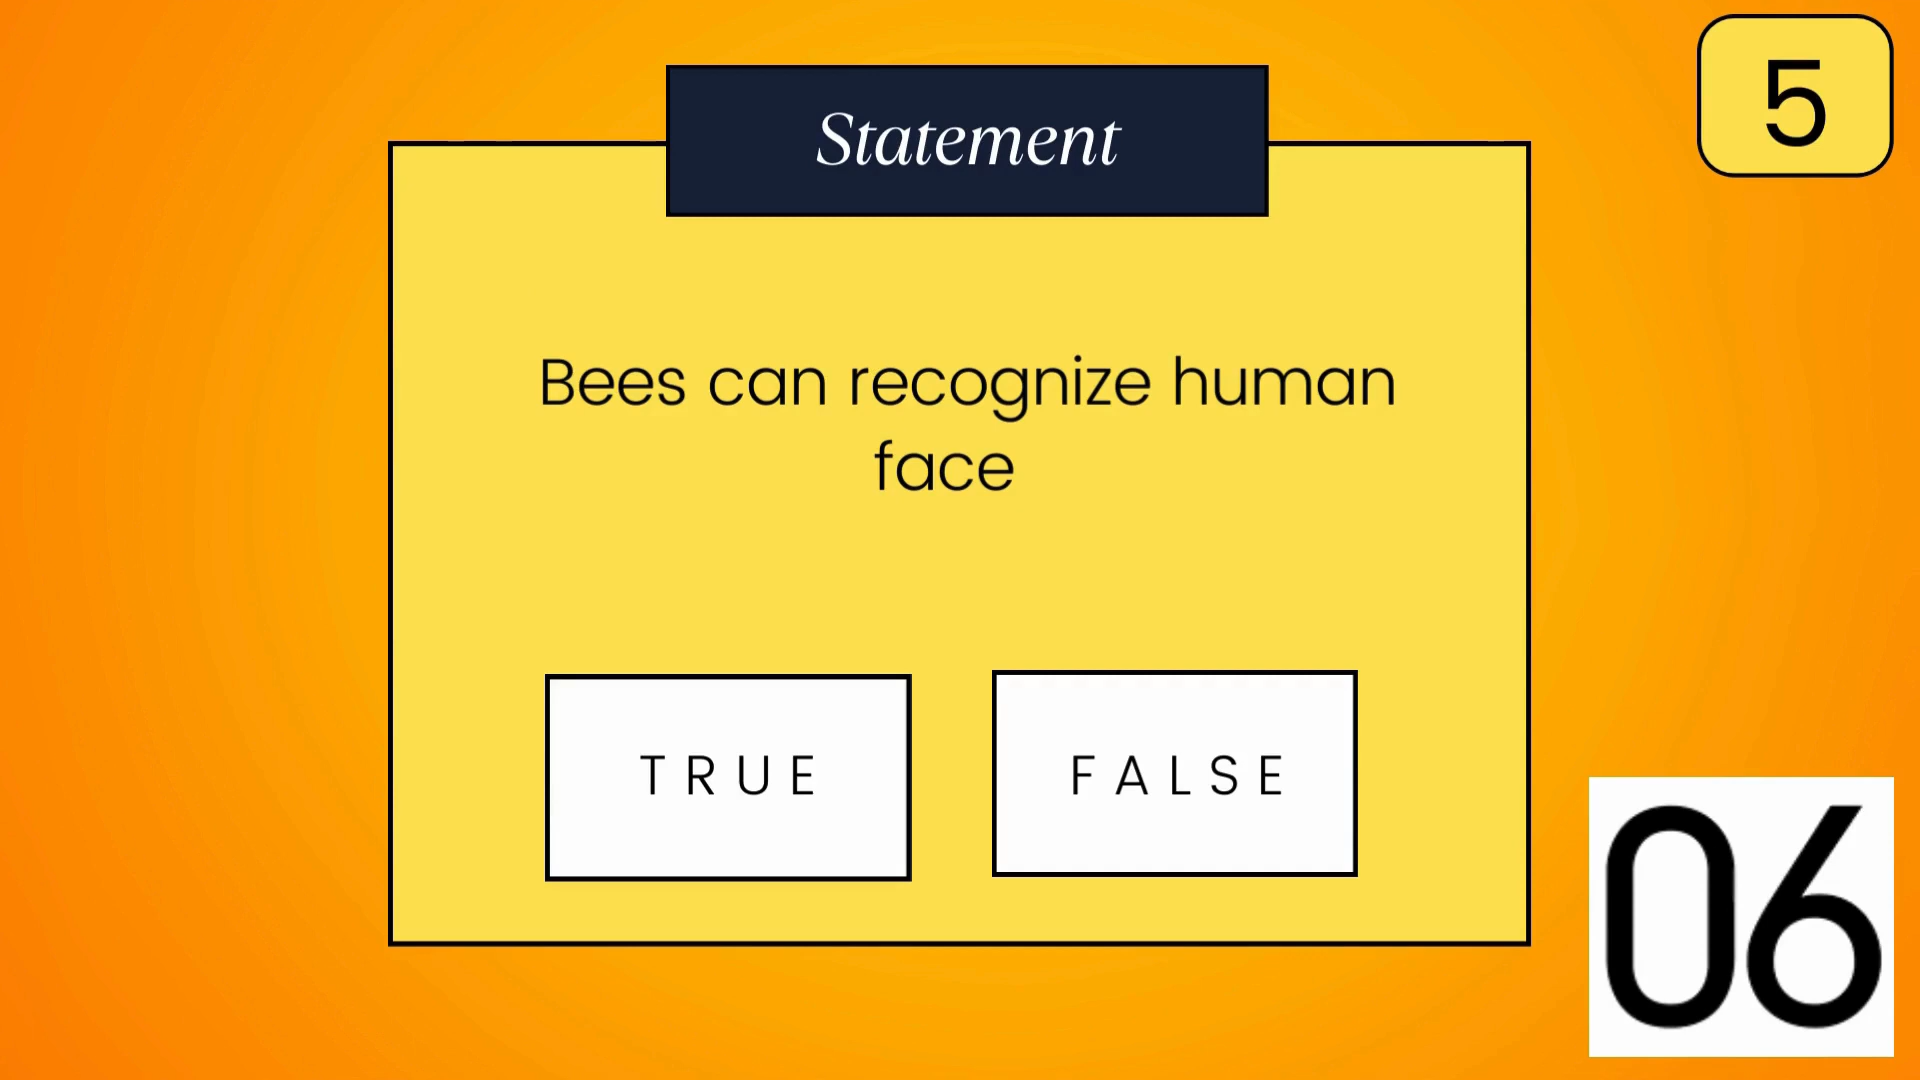 5
Statement
Bees can recognize human
face
TRUE
FALSE
06